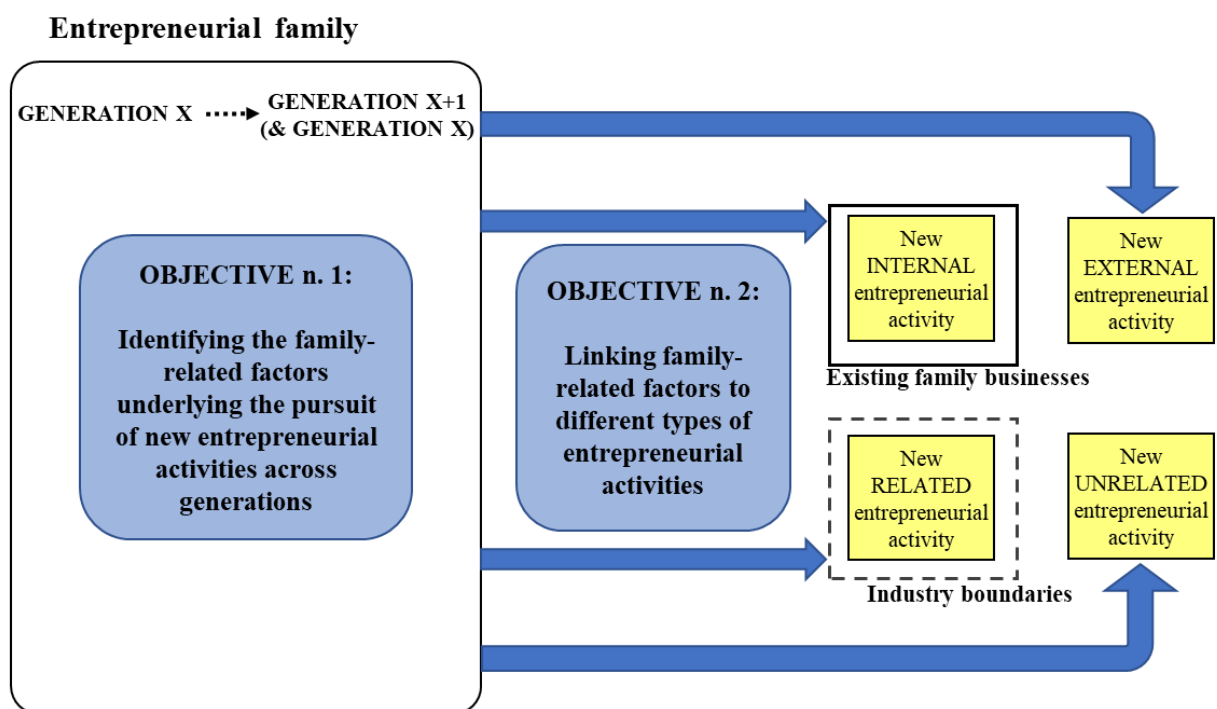 Entrepreneurial family
GENERATION X
GENERATION X+1
(& GENERATION X)
OBJECTIVE n. 1:
Identifying the family-
related factors
underlying the pursuit
of new entrepreneurial
activities across
generations
OBJECTIVE n. 2:
Linking family-
related factors to
different types of
entrepreneurial
activities
New
INTERNAL
entrepreneurial
activity
Existing family businesses
New
EXTERNAL
entrepreneurial
activity
New
RELATED
entrepreneurial
activity
Industry boundaries
New
UNRELATED
entrepreneurial
activity